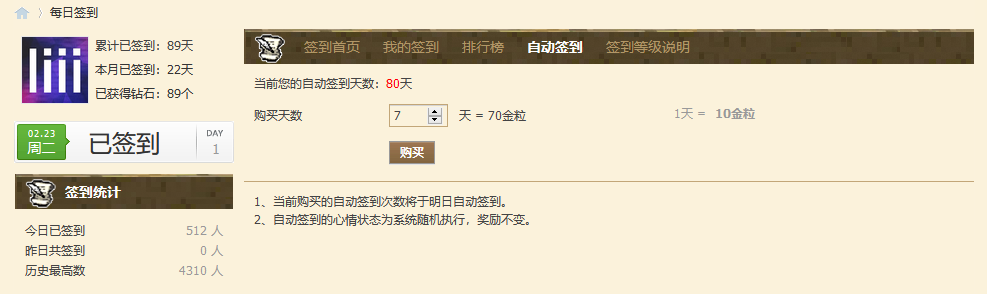 每日签到
累计已签到：89天
本月已签到：22天
已获得钻石：89个
02.23
周二
已签到
DAY
1
签到统计
今日已签到 512 人
昨日共签到 0 人
历史最高数 4310 人
签到首页 我的签到 排行榜 自动签到 签到等级说明
当前您的自动签到天数：80天
购买天数 7 天 = 70金粒 1天 = 10金粒
购买
1、当前购买的自动签到次数将于明日自动签到。
2、自动签到的心情状态为系统随机执行，奖励不变。